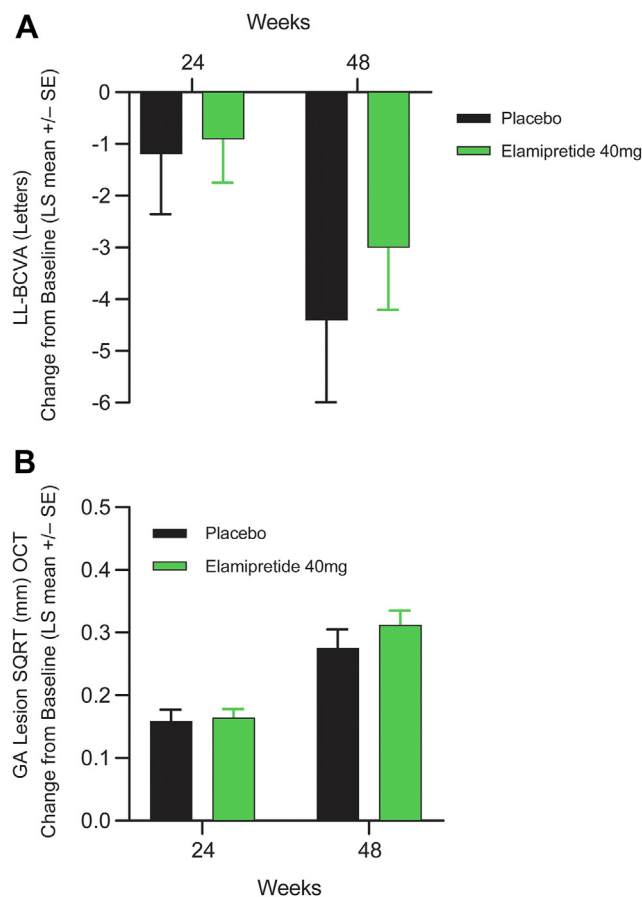 A
Weeks
24 48
0
-1
-2
-3
-4
-5
-6
LL-BCVA (Letters)
Change from Baseline (LS mean +/– SE)
Placebo
Elamipretide 40mg
B
0.5
0.4
0.3
0.2
0.1
0.0
GA Lesion SQRT (mm) OCT
Change from Baseline (LS mean +/– SE)
Placebo
Elamipretide 40mg
24 48
Weeks